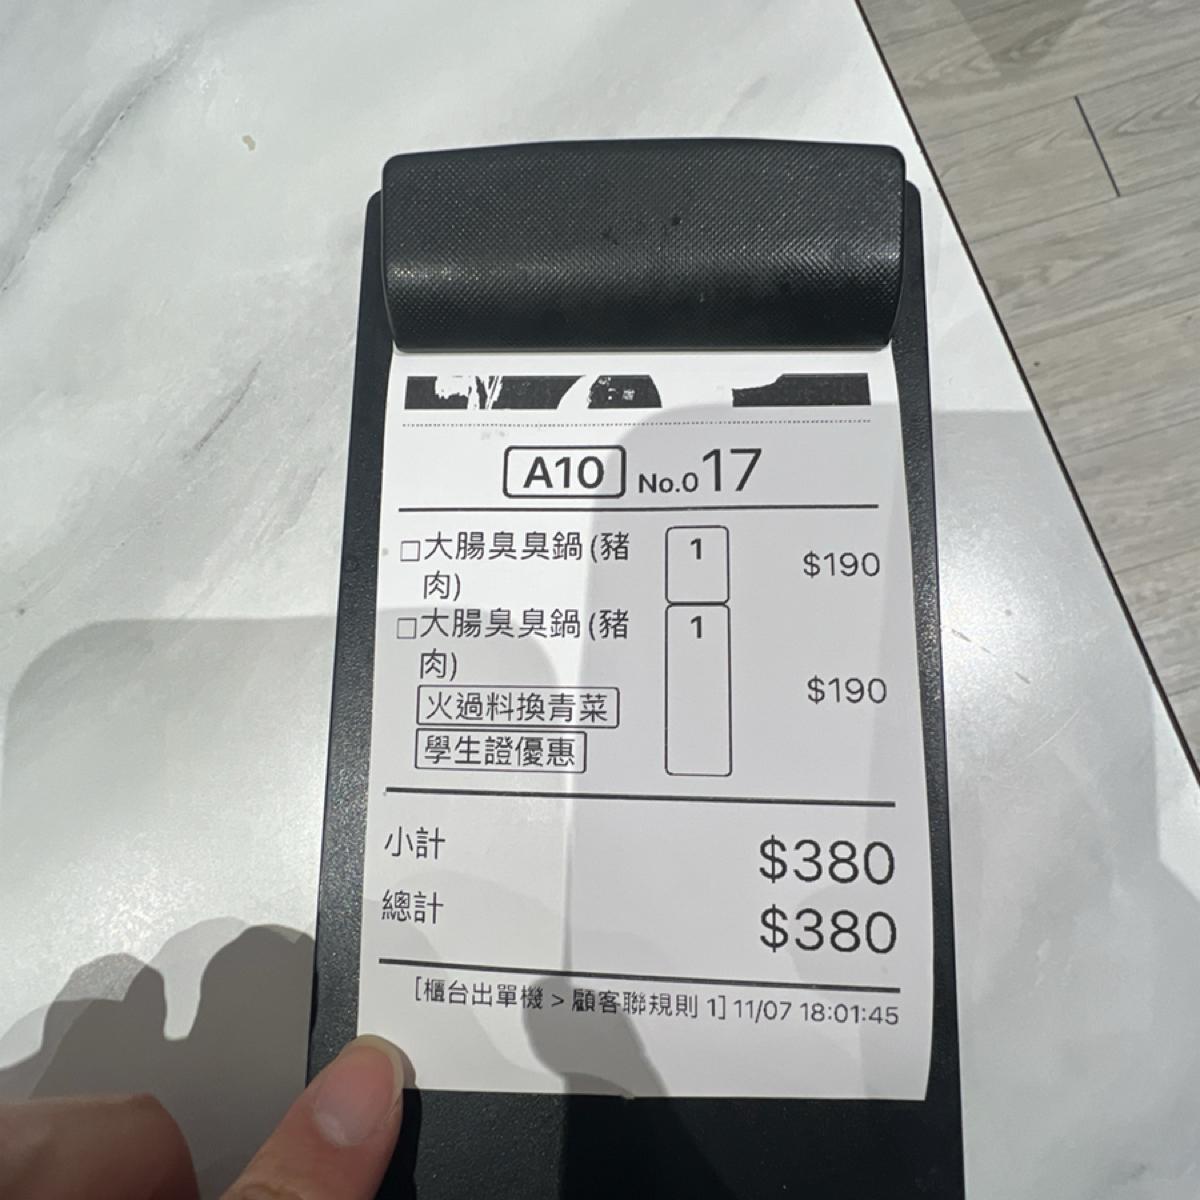 A10 No.017
□大腸臭臭鍋(豬 1 $190
肉)
□大腸臭臭鍋(豬 1
肉) $190
火過料換青菜
學生證優惠
小計 $380
總計 $380
[櫃台出單機 > 顧客聯規則 1] 11/07 18:01:45